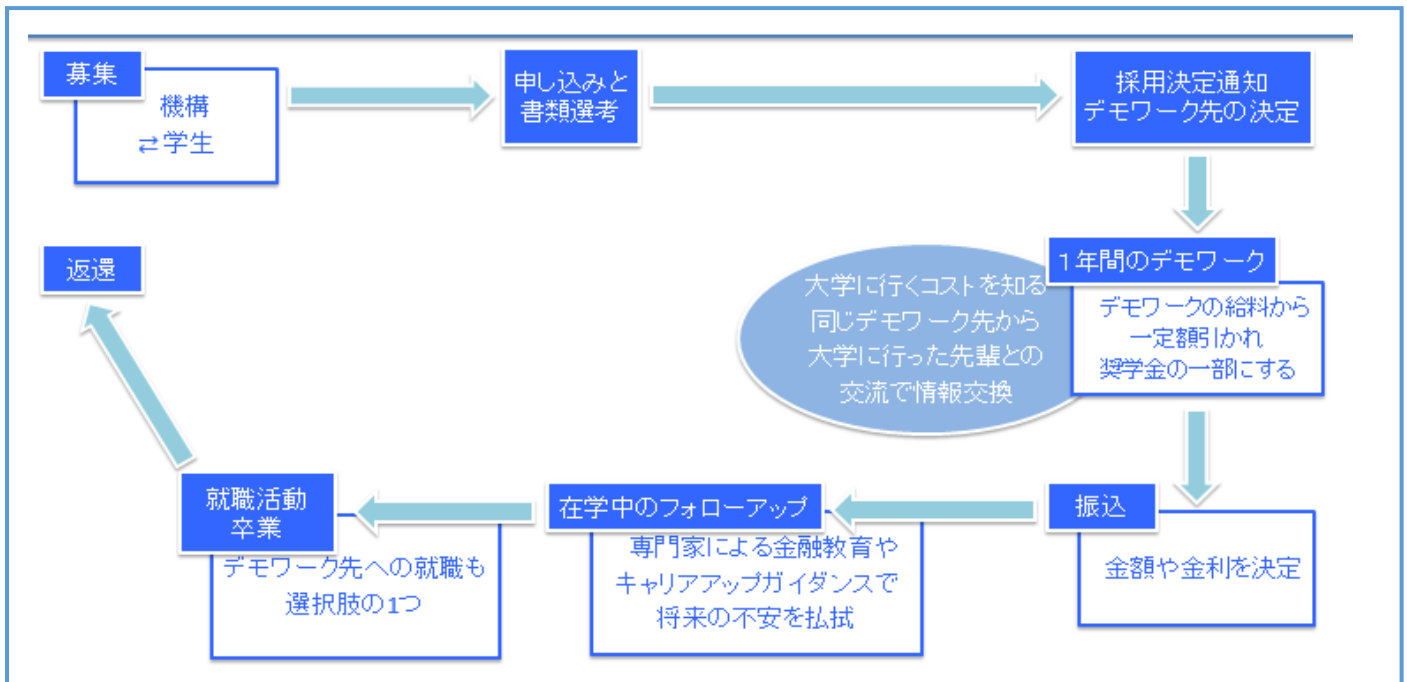 募集
機構
⇄学生
申し込みと
書類選考
採用決定通知
デモワーク先の決定
1年間のデモワーク
デモワークの給料から
一定額引かれ
奨学金の一部にする
大学に行くコストを知る
同じデモワーク先から
大学に行った先輩との
交流で情報交換
振込
金額や金利を決定
在学中のフォローアップ
専門家による金融教育や
キャリアアップガイダンスで
将来の不安を払拭
就職活動
卒業
デモワーク先への就職も
選択肢の1つ
返還